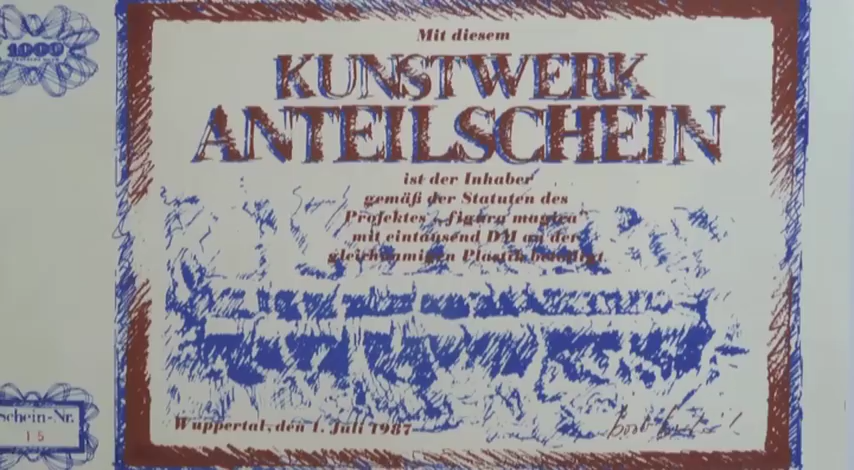 1000
Mit diesem
KUNSTWERK
ANTEILSCHEIN
ist der Inhaber
gemäß der Statuten des
Projektes „figura magica“
mit eintausend DM an der
gleichnamigen Plastik beteiligt
Wuppertal, den 1. Juli 1987
schein-Nr.
15